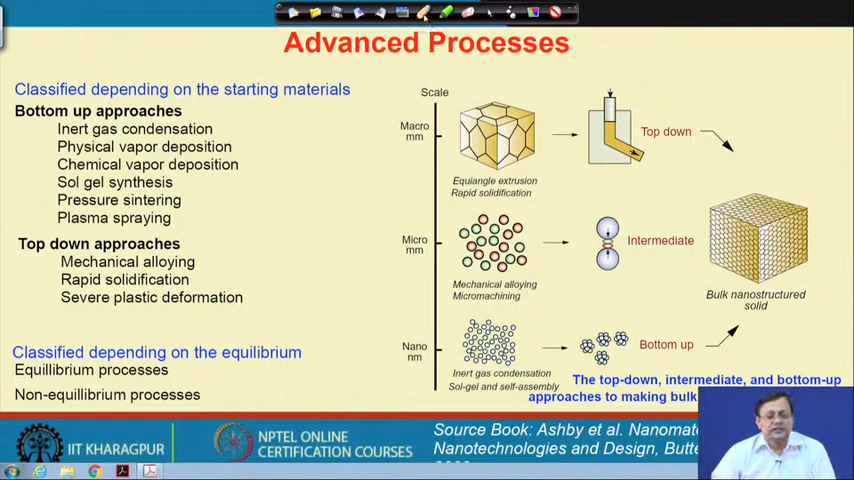 Advanced Processes
Classified depending on the starting materials
Bottom up approaches
Inert gas condensation
Physical vapor deposition
Chemical vapor deposition
Sol gel synthesis
Pressure sintering
Plasma spraying
Top down approaches
Mechanical alloying
Rapid solidification
Severe plastic deformation
Classified depending on the equilibrium
Equillibrium processes
Non-equillibrium processes
Scale
Macro
mm
Equiangle extrusion
Rapid solidification
Top down
Micro
mm
Mechanical alloying
Micromachining
Intermediate
Nano
nm
Inert gas condensation
Sol-gel and self-assembly
Bottom up
Bulk nanostructured
solid
The top-down, intermediate, and bottom-up
approaches to making bulk
IIT KHARAGPUR
NPTEL ONLINE
CERTIFICATION COURSES
Source Book: Ashby et al.
Nanotechnologies and Design,